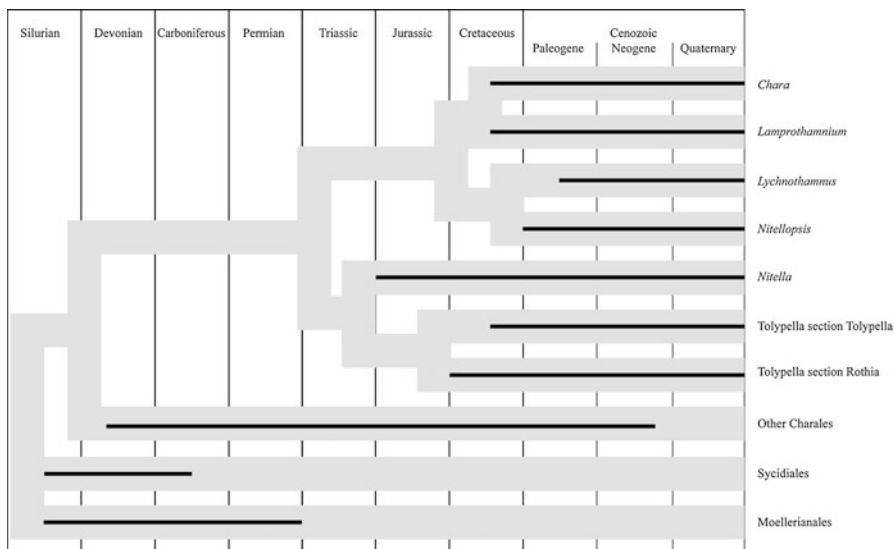 Silurian Devonian Carboniferous Permian Triassic Jurassic Cretaceous Cenozoic
Paleogene Neogene Quaternary
Chara
Lamprothamnium
Lychnothamnus
Nitellopsis
Nitella
Tolypella section Tolypella
Tolypella section Rothia
Other Charales
Sycidiales
Moellerianales